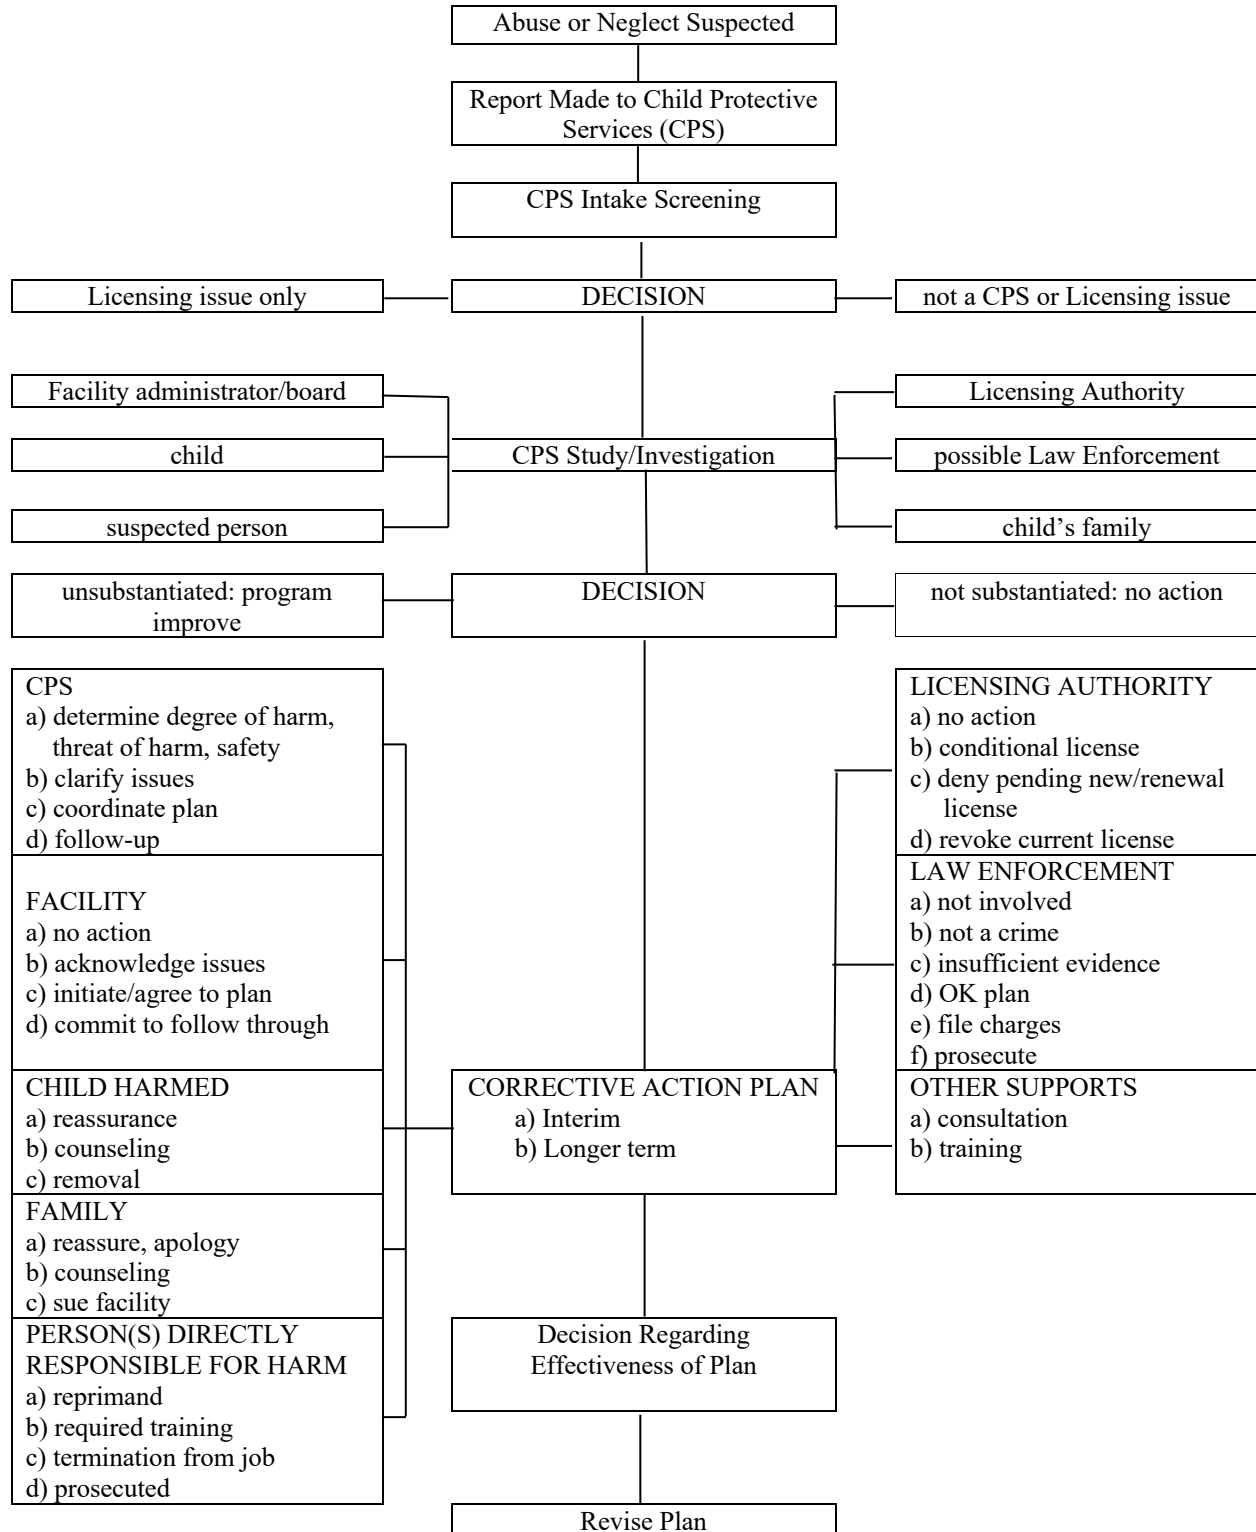 Abuse or Neglect Suspected
Report Made to Child Protective
Services (CPS)
CPS Intake Screening
Licensing issue only
DECISION
not a CPS or Licensing issue
Facility administrator/board
Licensing Authority
child
CPS Study/Investigation
possible Law Enforcement
suspected person
child’s family
unsubstantiated: program
improve
DECISION
not substantiated: no action
CPS
a) determine degree of harm,
threat of harm, safety
b) clarify issues
c) coordinate plan
d) follow-up
LICENSING AUTHORITY
a) no action
b) conditional license
c) deny pending new/renewal
license
d) revoke current license
FACILITY
a) no action
b) acknowledge issues
c) initiate/agree to plan
d) commit to follow through
LAW ENFORCEMENT
a) not involved
b) not a crime
c) insufficient evidence
d) OK plan
e) file charges
f) prosecute
CHILD HARMED
a) reassurance
b) counseling
c) removal
CORRECTIVE ACTION PLAN
a) Interim
b) Longer term
OTHER SUPPORTS
a) consultation
b) training
FAMILY
a) reassure, apology
b) counseling
c) sue facility
PERSON(S) DIRECTLY
RESPONSIBLE FOR HARM
a) reprimand
b) required training
c) termination from job
d) prosecuted
Decision Regarding
Effectiveness of Plan
Revise Plan